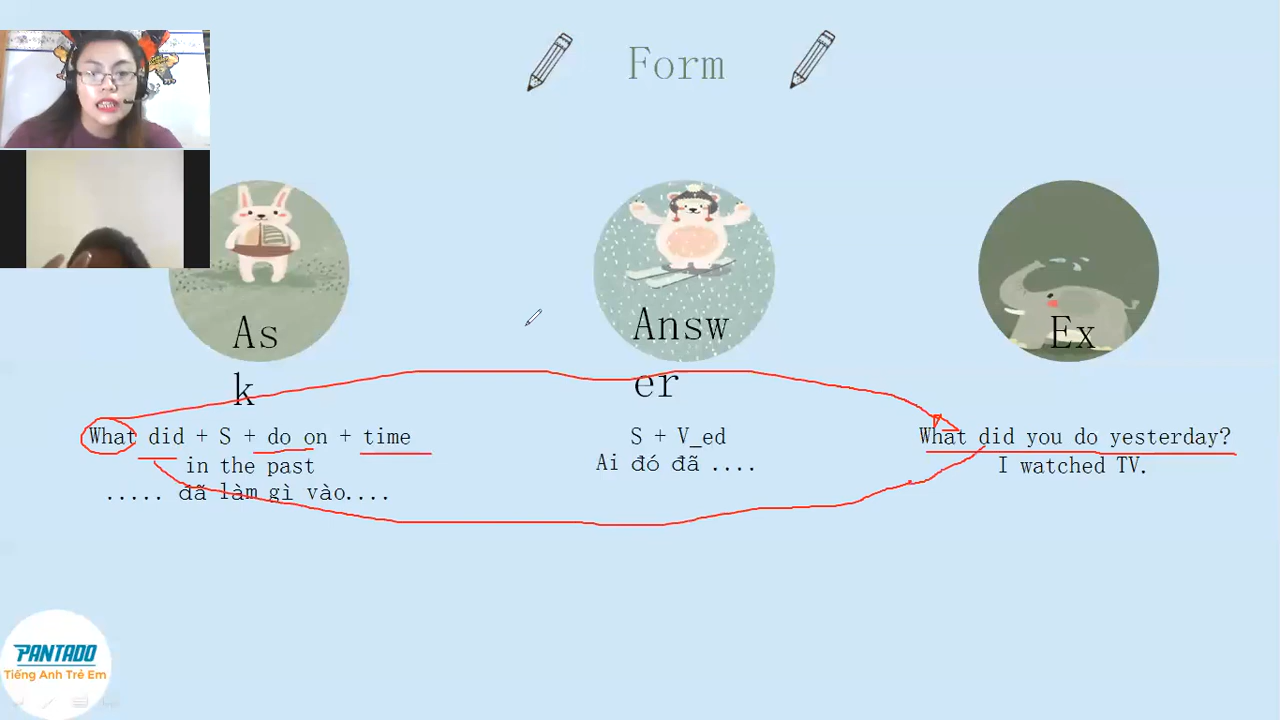 Form
As
k
What did + S + do on + time
in the past
..... đã làm gì vào....
Answ
er
S + V_ed
Ai đó đã ....
Ex
What did you do yesterday?
I watched TV.
PANTADO
Tiếng Anh Trẻ Em